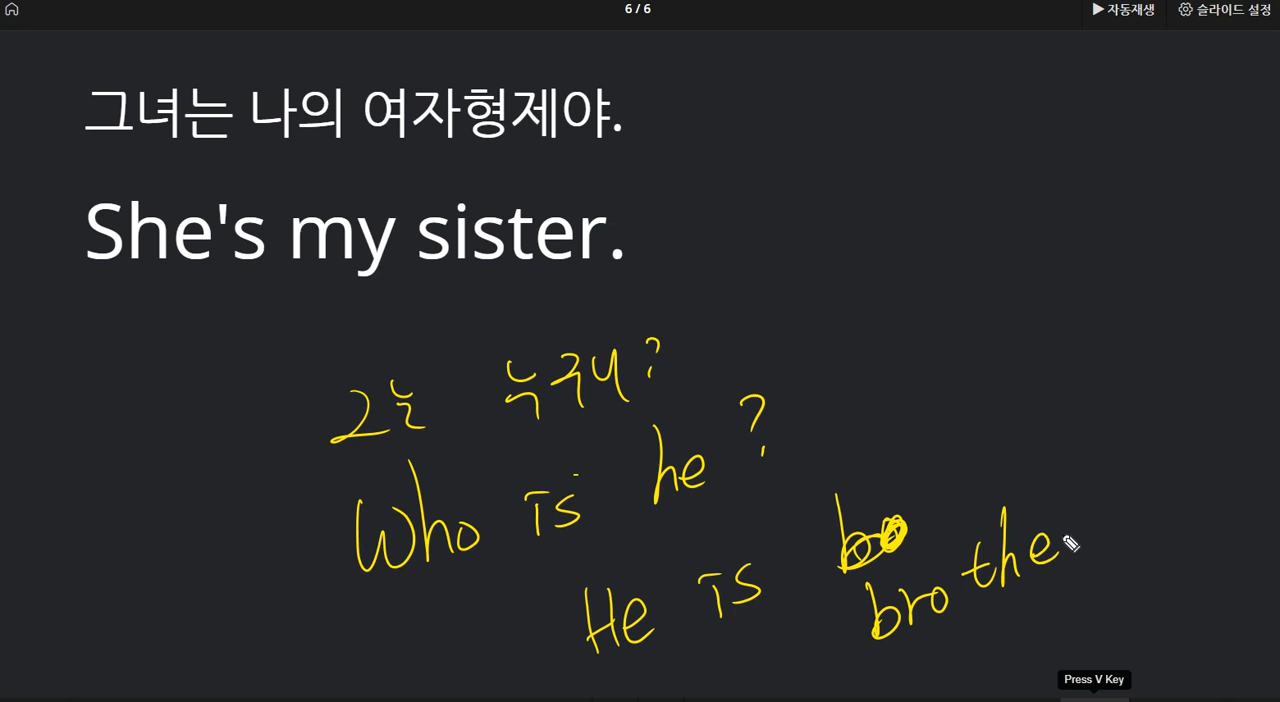 6 / 6
▶ 자동재생
슬라이드 설정
그녀는 나의 여자형제야.
She's my sister.
그는 누구니?
Who is he?
He is brothe
Press V Key